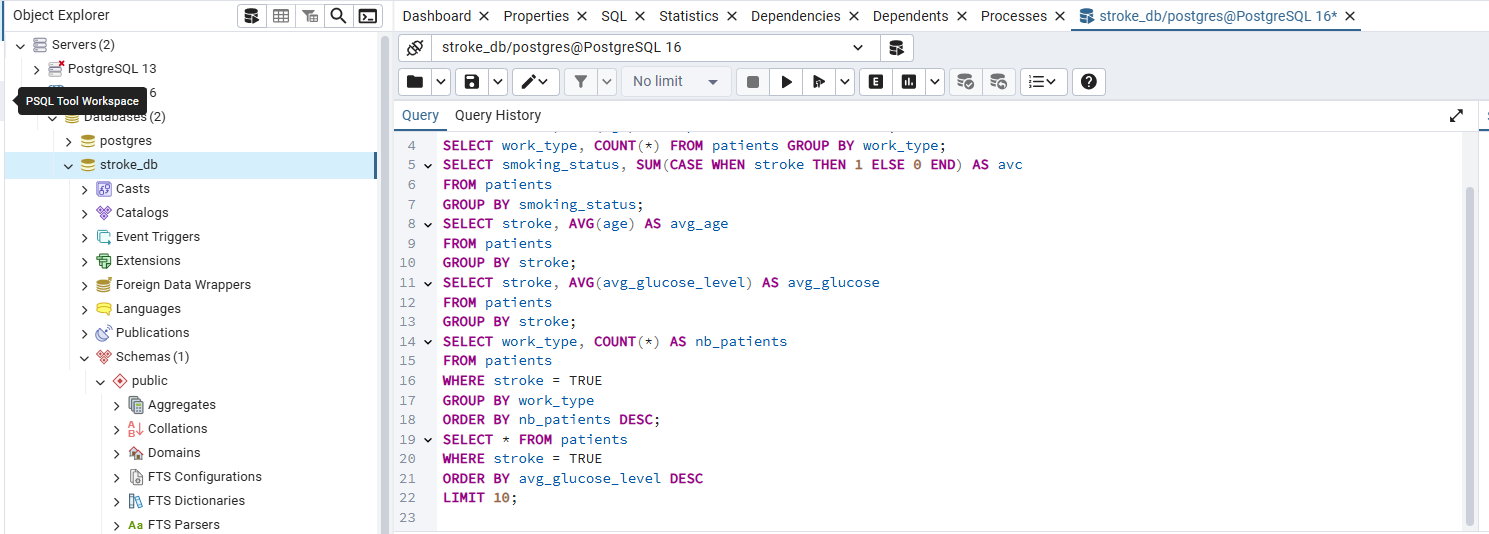 Object Explorer
Servers (2)
PostgreSQL 13
6
PSQL Tool Workspace
Databases (2)
postgres
stroke_db
Casts
Catalogs
Event Triggers
Extensions
Foreign Data Wrappers
Languages
Publications
Schemas (1)
public
Aggregates
Collations
Domains
FTS Configurations
FTS Dictionaries
Aa FTS Parsers
Dashboard Properties SQL Statistics Dependencies Dependents Processes stroke_db/postgres@PostgreSQL 16*
stroke_db/postgres@PostgreSQL 16
No limit
E
Query Query History
4 SELECT work_type, COUNT(*) FROM patients GROUP BY work_type;
5 SELECT smoking_status, SUM(CASE WHEN stroke THEN 1 ELSE 0 END) AS avc
6 FROM patients
7 GROUP BY smoking_status;
8 SELECT stroke, AVG(age) AS avg_age
9 FROM patients
10 GROUP BY stroke;
11 SELECT stroke, AVG(avg_glucose_level) AS avg_glucose
12 FROM patients
13 GROUP BY stroke;
14 SELECT work_type, COUNT(*) AS nb_patients
15 FROM patients
16 WHERE stroke = TRUE
17 GROUP BY work_type
18 ORDER BY nb_patients DESC;
19 SELECT * FROM patients
20 WHERE stroke = TRUE
21 ORDER BY avg_glucose_level DESC
22 LIMIT 10;
23